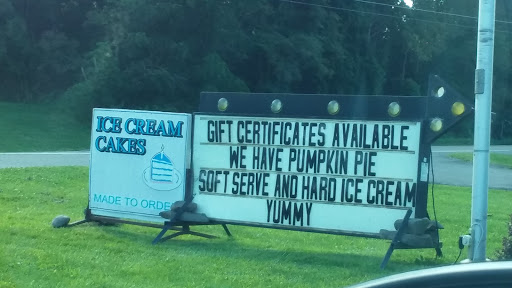 ICE CREAM
CAKES
MADE TO ORDER
GIFT CERTIFICATES AVAILABLE
WE HAVE PUMPKIN PIE
SOFT SERVE AND HARD ICE CREAM
YUMMY